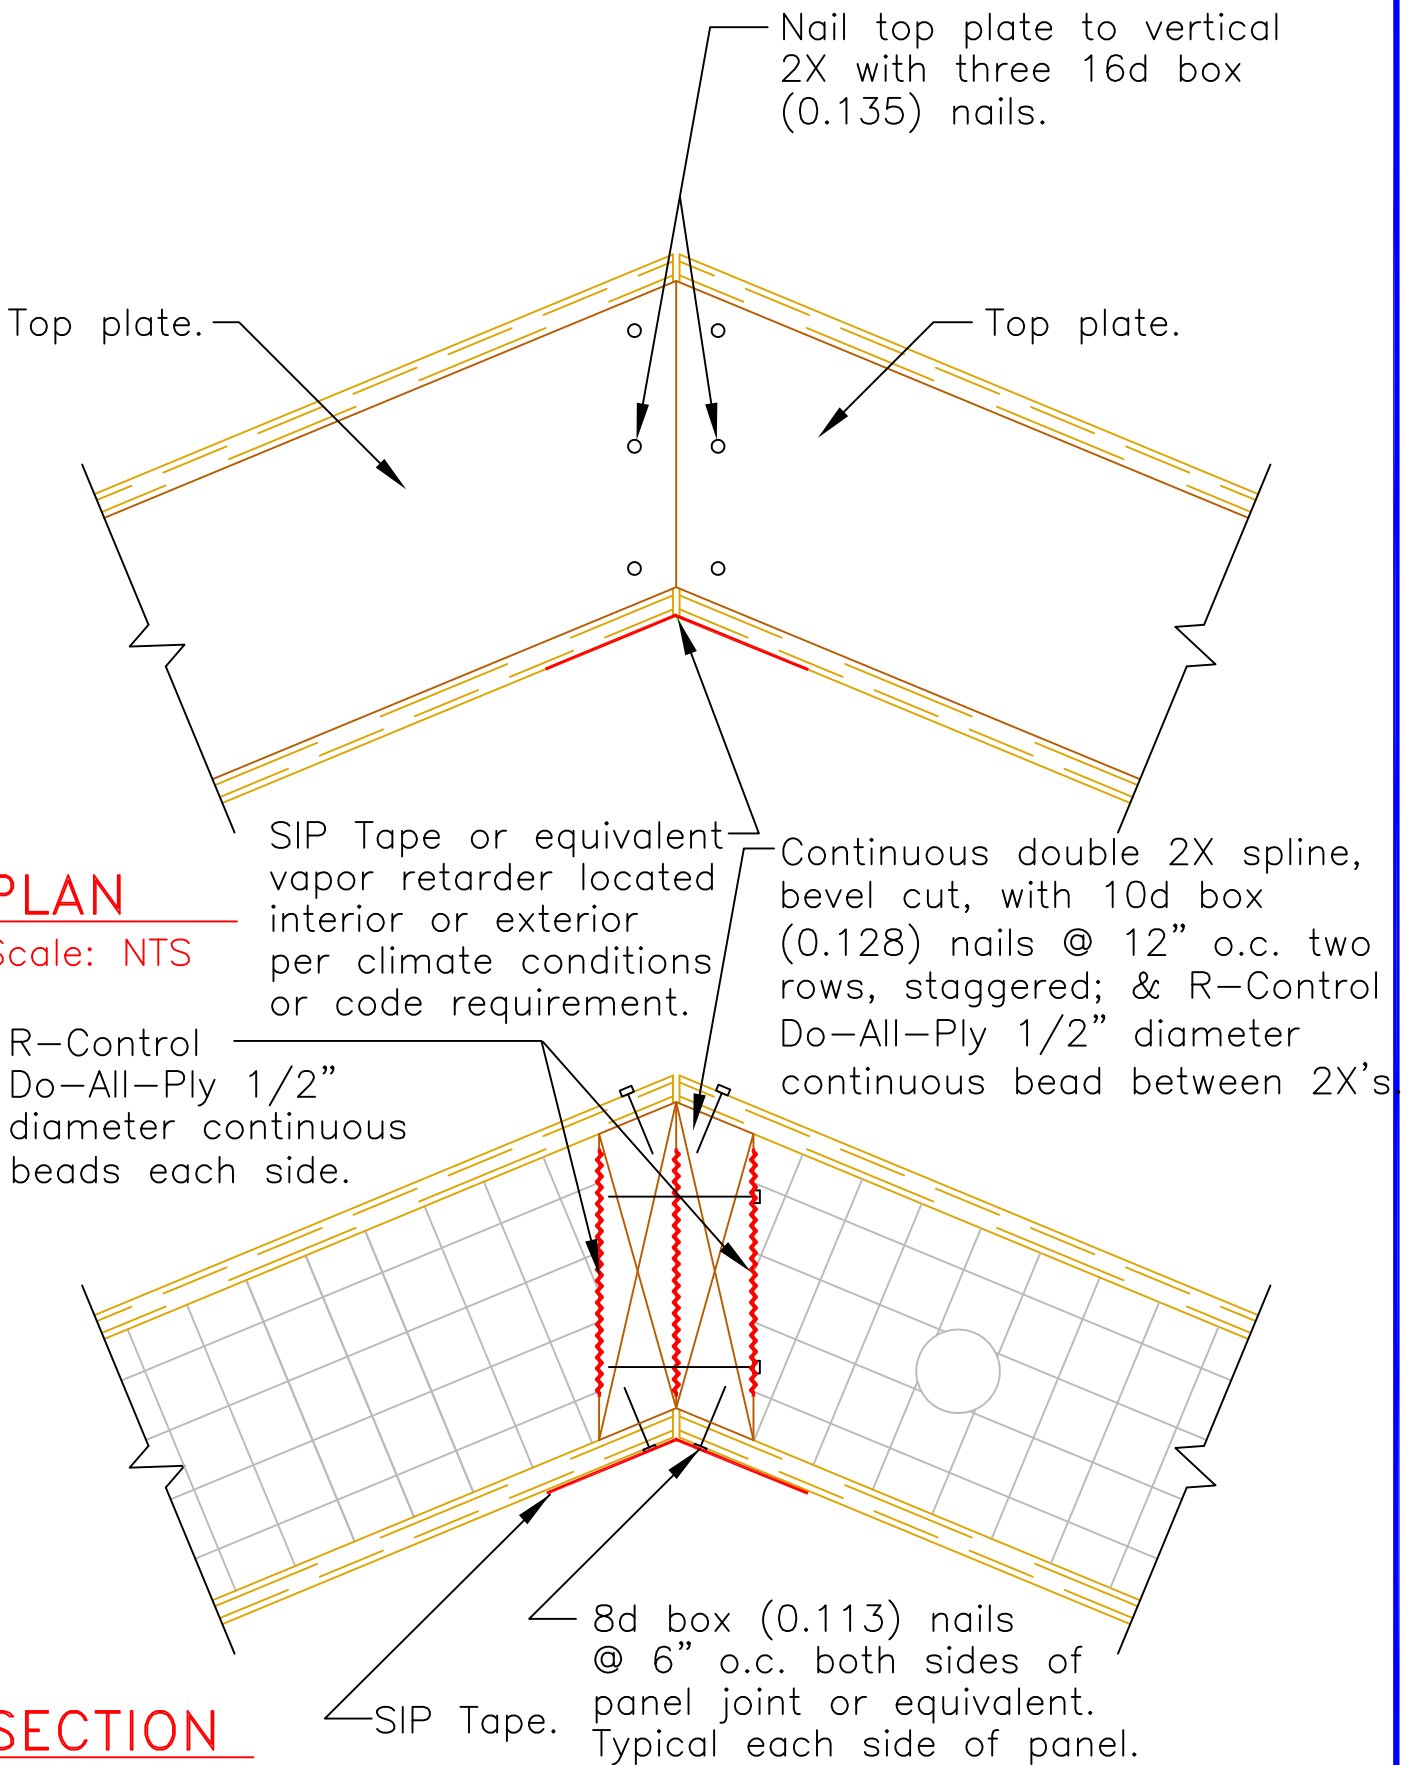 Nail top plate to vertical
2X with three 16d box
(0.135) nails.
Top plate.
Top plate.
SIP Tape or equivalent
vapor retarder located
interior or exterior
per climate conditions
or code requirement.
Continuous double 2X spline,
bevel cut, with 10d box
(0.128) nails @ 12” o.c. two
rows, staggered; & R-Control
Do-All-Ply 1/2” diameter
continuous bead between 2X's.
PLAN
Scale: NTS
R-Control
Do-All-Ply 1/2”
diameter continuous
beads each side.
8d box (0.113) nails
@ 6” o.c. both sides of
panel joint or equivalent.
Typical each side of panel.
SIP Tape.
SECTION